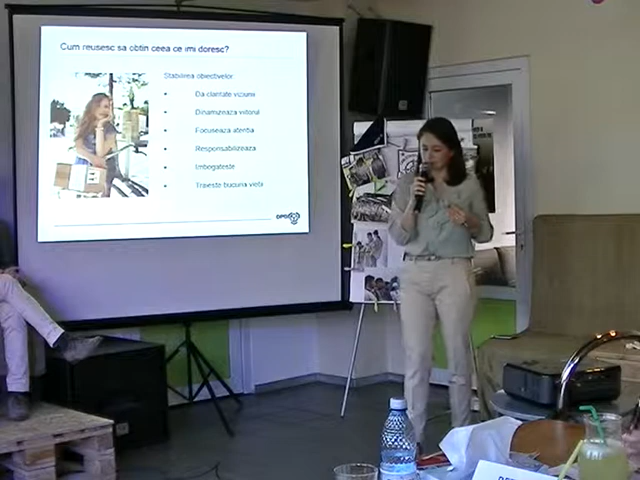 Cum reusesc sa obtin ceea ce imi doresc?
Stabilirea obiectivelor
• Da claritate viziunii
• Dinamizeaza viitorul
• Focuseaza atentia
• Responsabilizeaza
• Imbogateste
• Traieste bucuria vietii